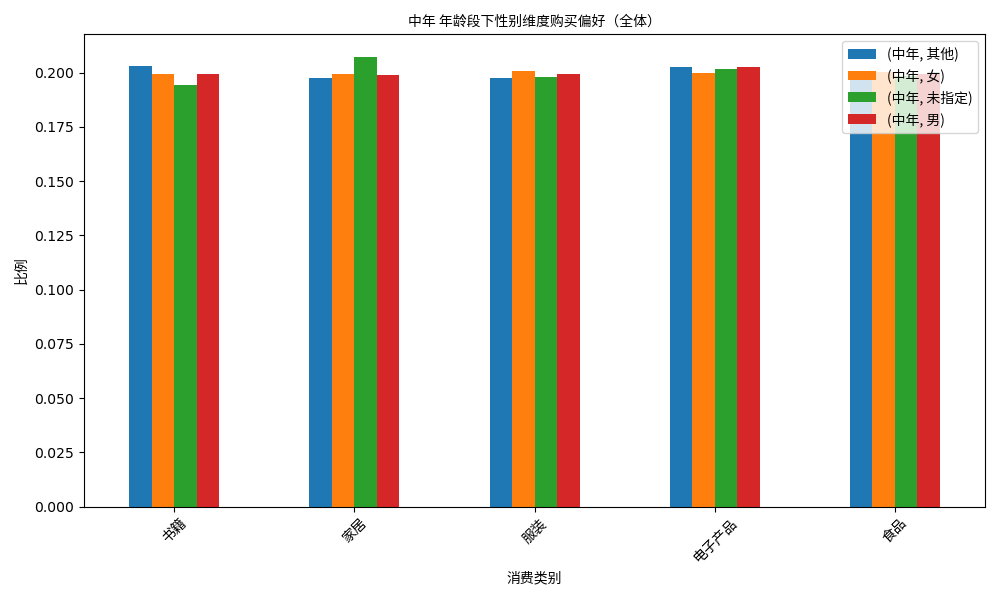 中年 年龄段下性别维度购买偏好（全体）
(中年, 其他)
(中年, 女)
(中年, 未指定)
(中年, 男)
比例
0.200
0.175
0.150
0.125
0.100
0.075
0.050
0.025
0.000
书籍
家居
服装
电子产品
食品
消费类别